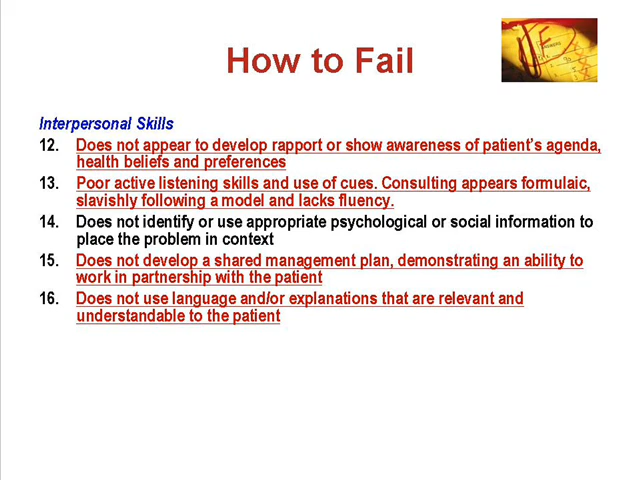 How to Fail
Interpersonal Skills
12. Does not appear to develop rapport or show awareness of patient's agenda,
health beliefs and preferences
13. Poor active listening skills and use of cues. Consulting appears formulaic,
slavishly following a model and lacks fluency.
14. Does not identify or use appropriate psychological or social information to
place the problem in context
15. Does not develop a shared management plan, demonstrating an ability to
work in partnership with the patient
16. Does not use language and/or explanations that are relevant and
understandable to the patient